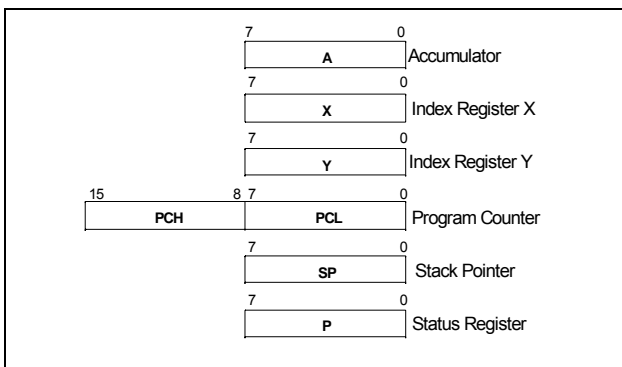 7 0
A Accumulator
7 0
X Index Register X
7 0
Y Index Register Y
15 8 7 0
PCH PCL Program Counter
7 0
SP Stack Pointer
7 0
P Status Register